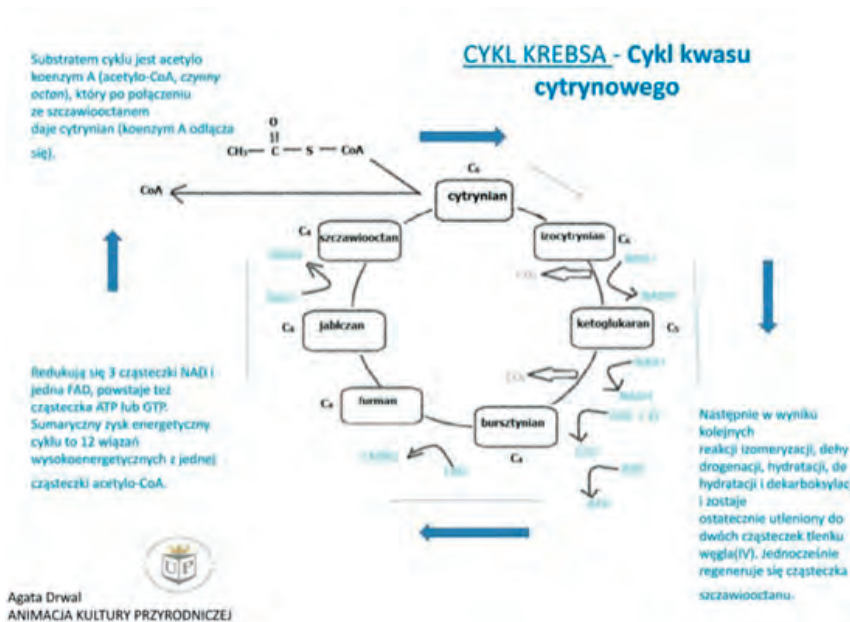 CYKL KREBSA - Cykl kwasu
cytrynowego
Substratem cyklu jest acetylo
koenzym A (acetylo-CoA, czynny
octan), który po połączeniu
ze szczawiooctanem
daje cytrynian (koenzym A odłącza
się).
O
CH₃ — C — S — CoA
CoA
C₆
cytrynian
C₄
szczawiooctan
izocytrynian
C₆
CO₂
NADH
jabłczan
C₄
ketoglukaran
C₅
CO₂
NADH
furman
C₄
bursztynian
C₄
Redukują się 3 cząsteczki NAD i
jedna FAD, powstaje też
cząsteczka ATP lub GTP.
Sumaryczny zysk energetyczny
cyklu to 12 wiązań
wysokoenergetycznych z jednej
cząsteczki acetylo-CoA.
Następnie w wyniku
kolejnych
reakcji izomeryzacji, dehy
drogenacji, hydratacji, de
hydratacji i dekarboksylac
i zostaje
ostatecznie utleniony do
dwóch cząsteczek tlenku
węgla(IV). Jednocześnie
regeneruje się cząsteczka
szczawiooctanu.
UP
Agata Drwal
ANIMACJA KULTURY PRZYRODNICZEJ